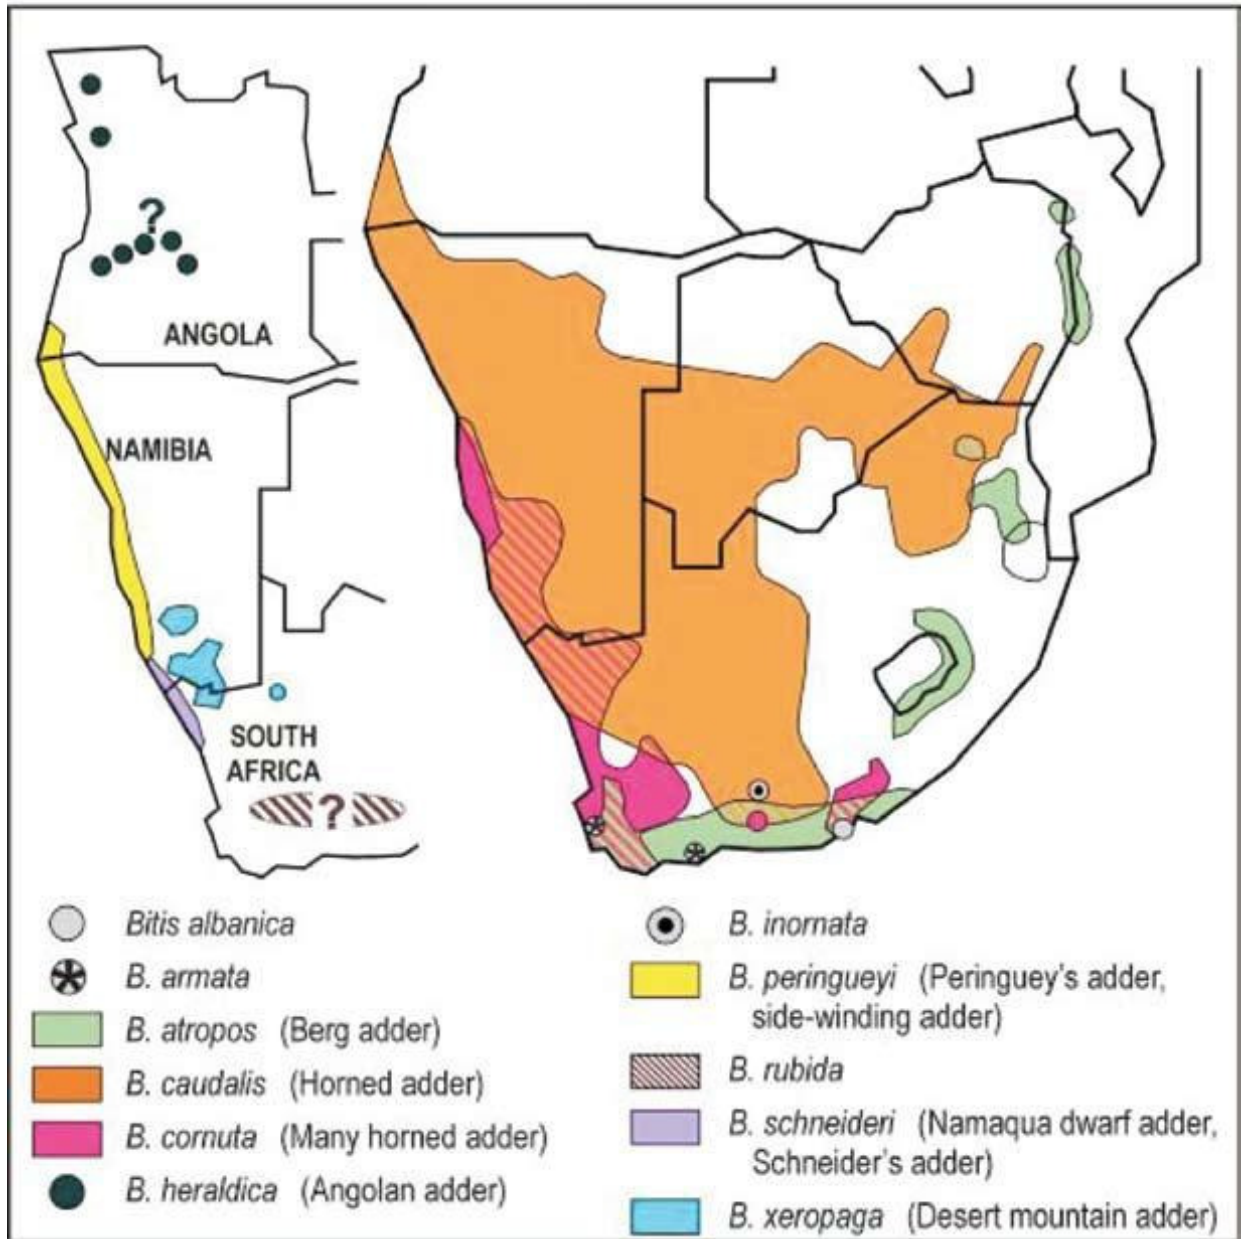 ?
ANGOLA
NAMIBIA
SOUTH
AFRICA
?
Bitis albanica
B. armata
B. atropos (Berg adder)
B. caudalis (Horned adder)
B. cornuta (Many horned adder)
B. heraldica (Angolan adder)
B. inornata
B. peringueyi (Peringuey's adder,
side-winding adder)
B. rubida
B. schneideri (Namaqua dwarf adder,
Schneider's adder)
B. xeropaga (Desert mountain adder)